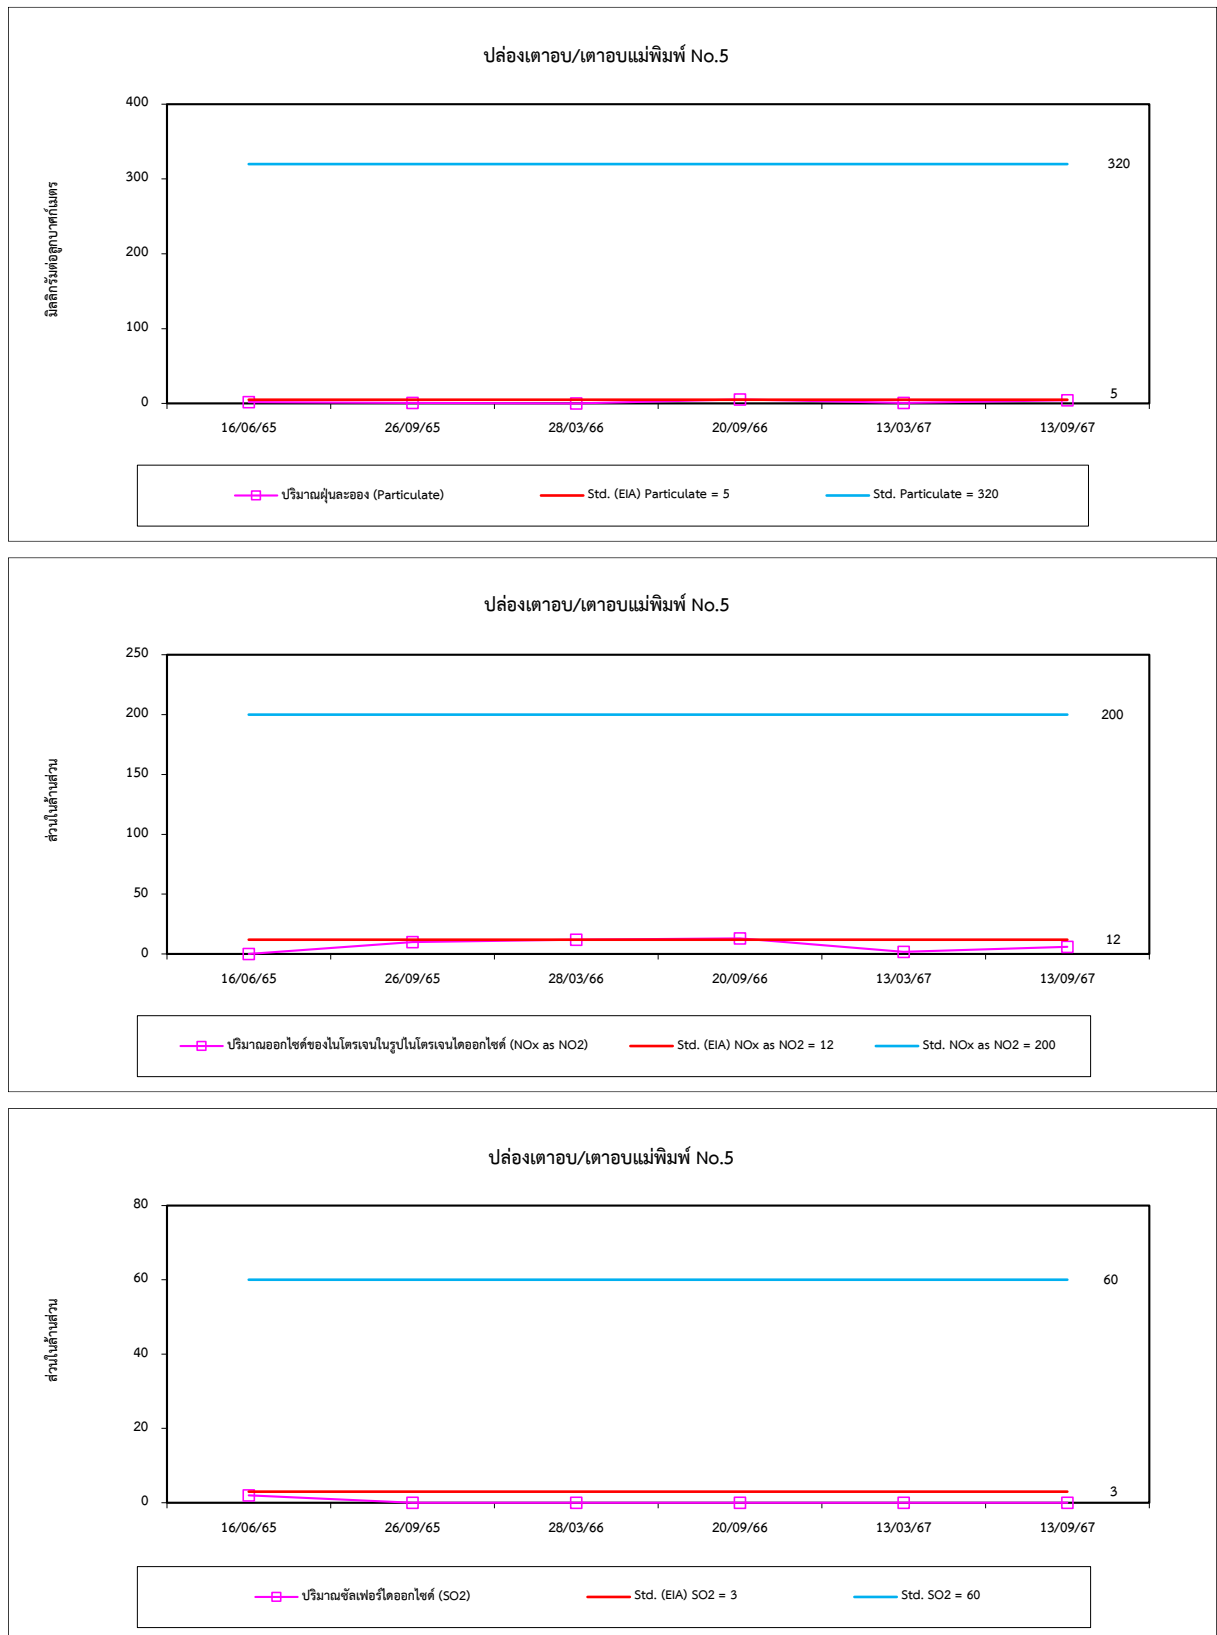 ปล่องเตาอบ/เตาอบแม่พิมพ์ No.5
มิลลิกรัมต่อลูกบาศก์เมตร
400
300
200
100
0
320
5
16/06/65 26/09/65 28/03/66 20/09/66 13/03/67 13/09/67
ปริมาณฝุ่นละออง (Particulate) Std. (EIA) Particulate = 5 Std. Particulate = 320
ปล่องเตาอบ/เตาอบแม่พิมพ์ No.5
ส่วนในล้านส่วน
250
200
150
100
50
0
200
12
16/06/65 26/09/65 28/03/66 20/09/66 13/03/67 13/09/67
ปริมาณออกไซด์ของไนโตรเจนในรูปไนโตรเจนไดออกไซด์ (NOx as NO2) Std. (EIA) NOx as NO2 = 12 Std. NOx as NO2 = 200
ปล่องเตาอบ/เตาอบแม่พิมพ์ No.5
ส่วนในล้านส่วน
80
60
40
20
0
60
3
16/06/65 26/09/65 28/03/66 20/09/66 13/03/67 13/09/67
ปริมาณซัลเฟอร์ไดออกไซด์ (SO2) Std. (EIA) SO2 = 3 Std. SO2 = 60